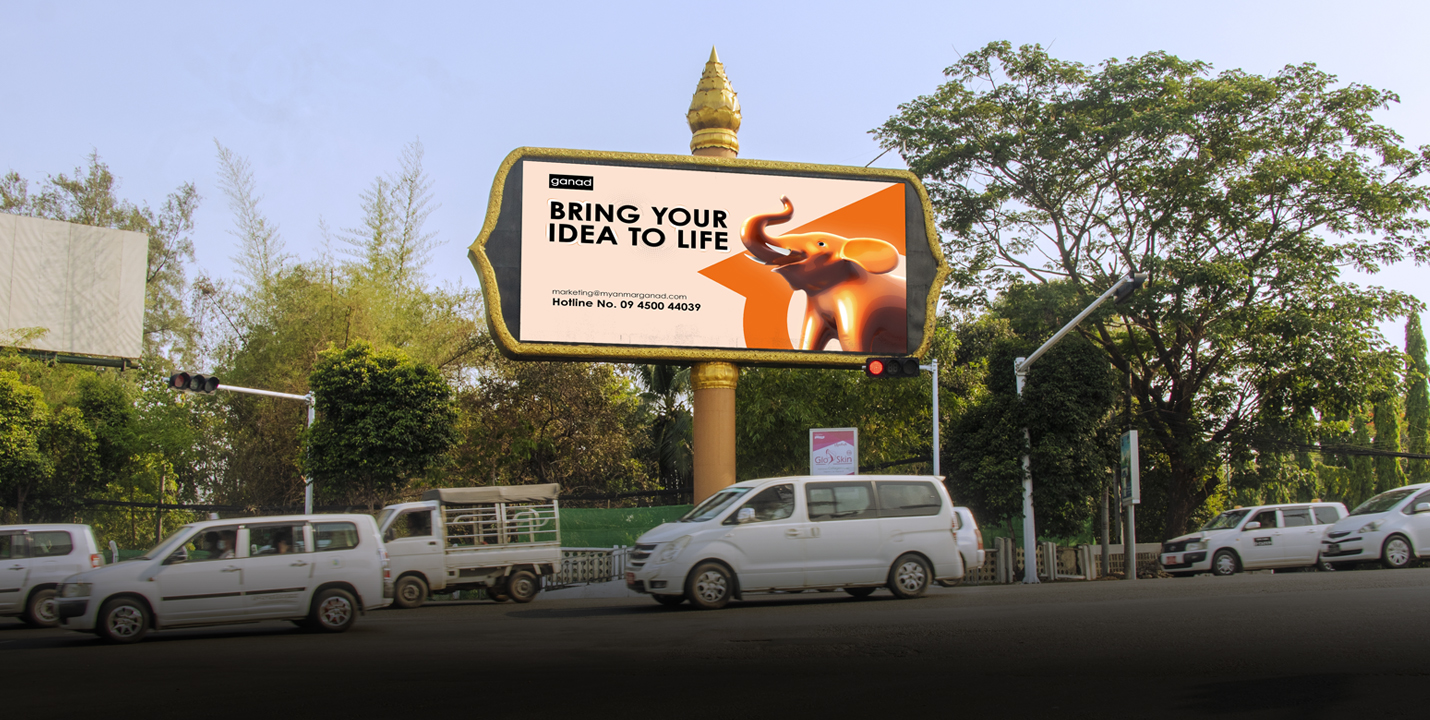 ganad
BRING YOUR
IDEA TO LIFE
marketing@myanmarganad.com
Hotline No. 09 4500 44039
Glo Skin